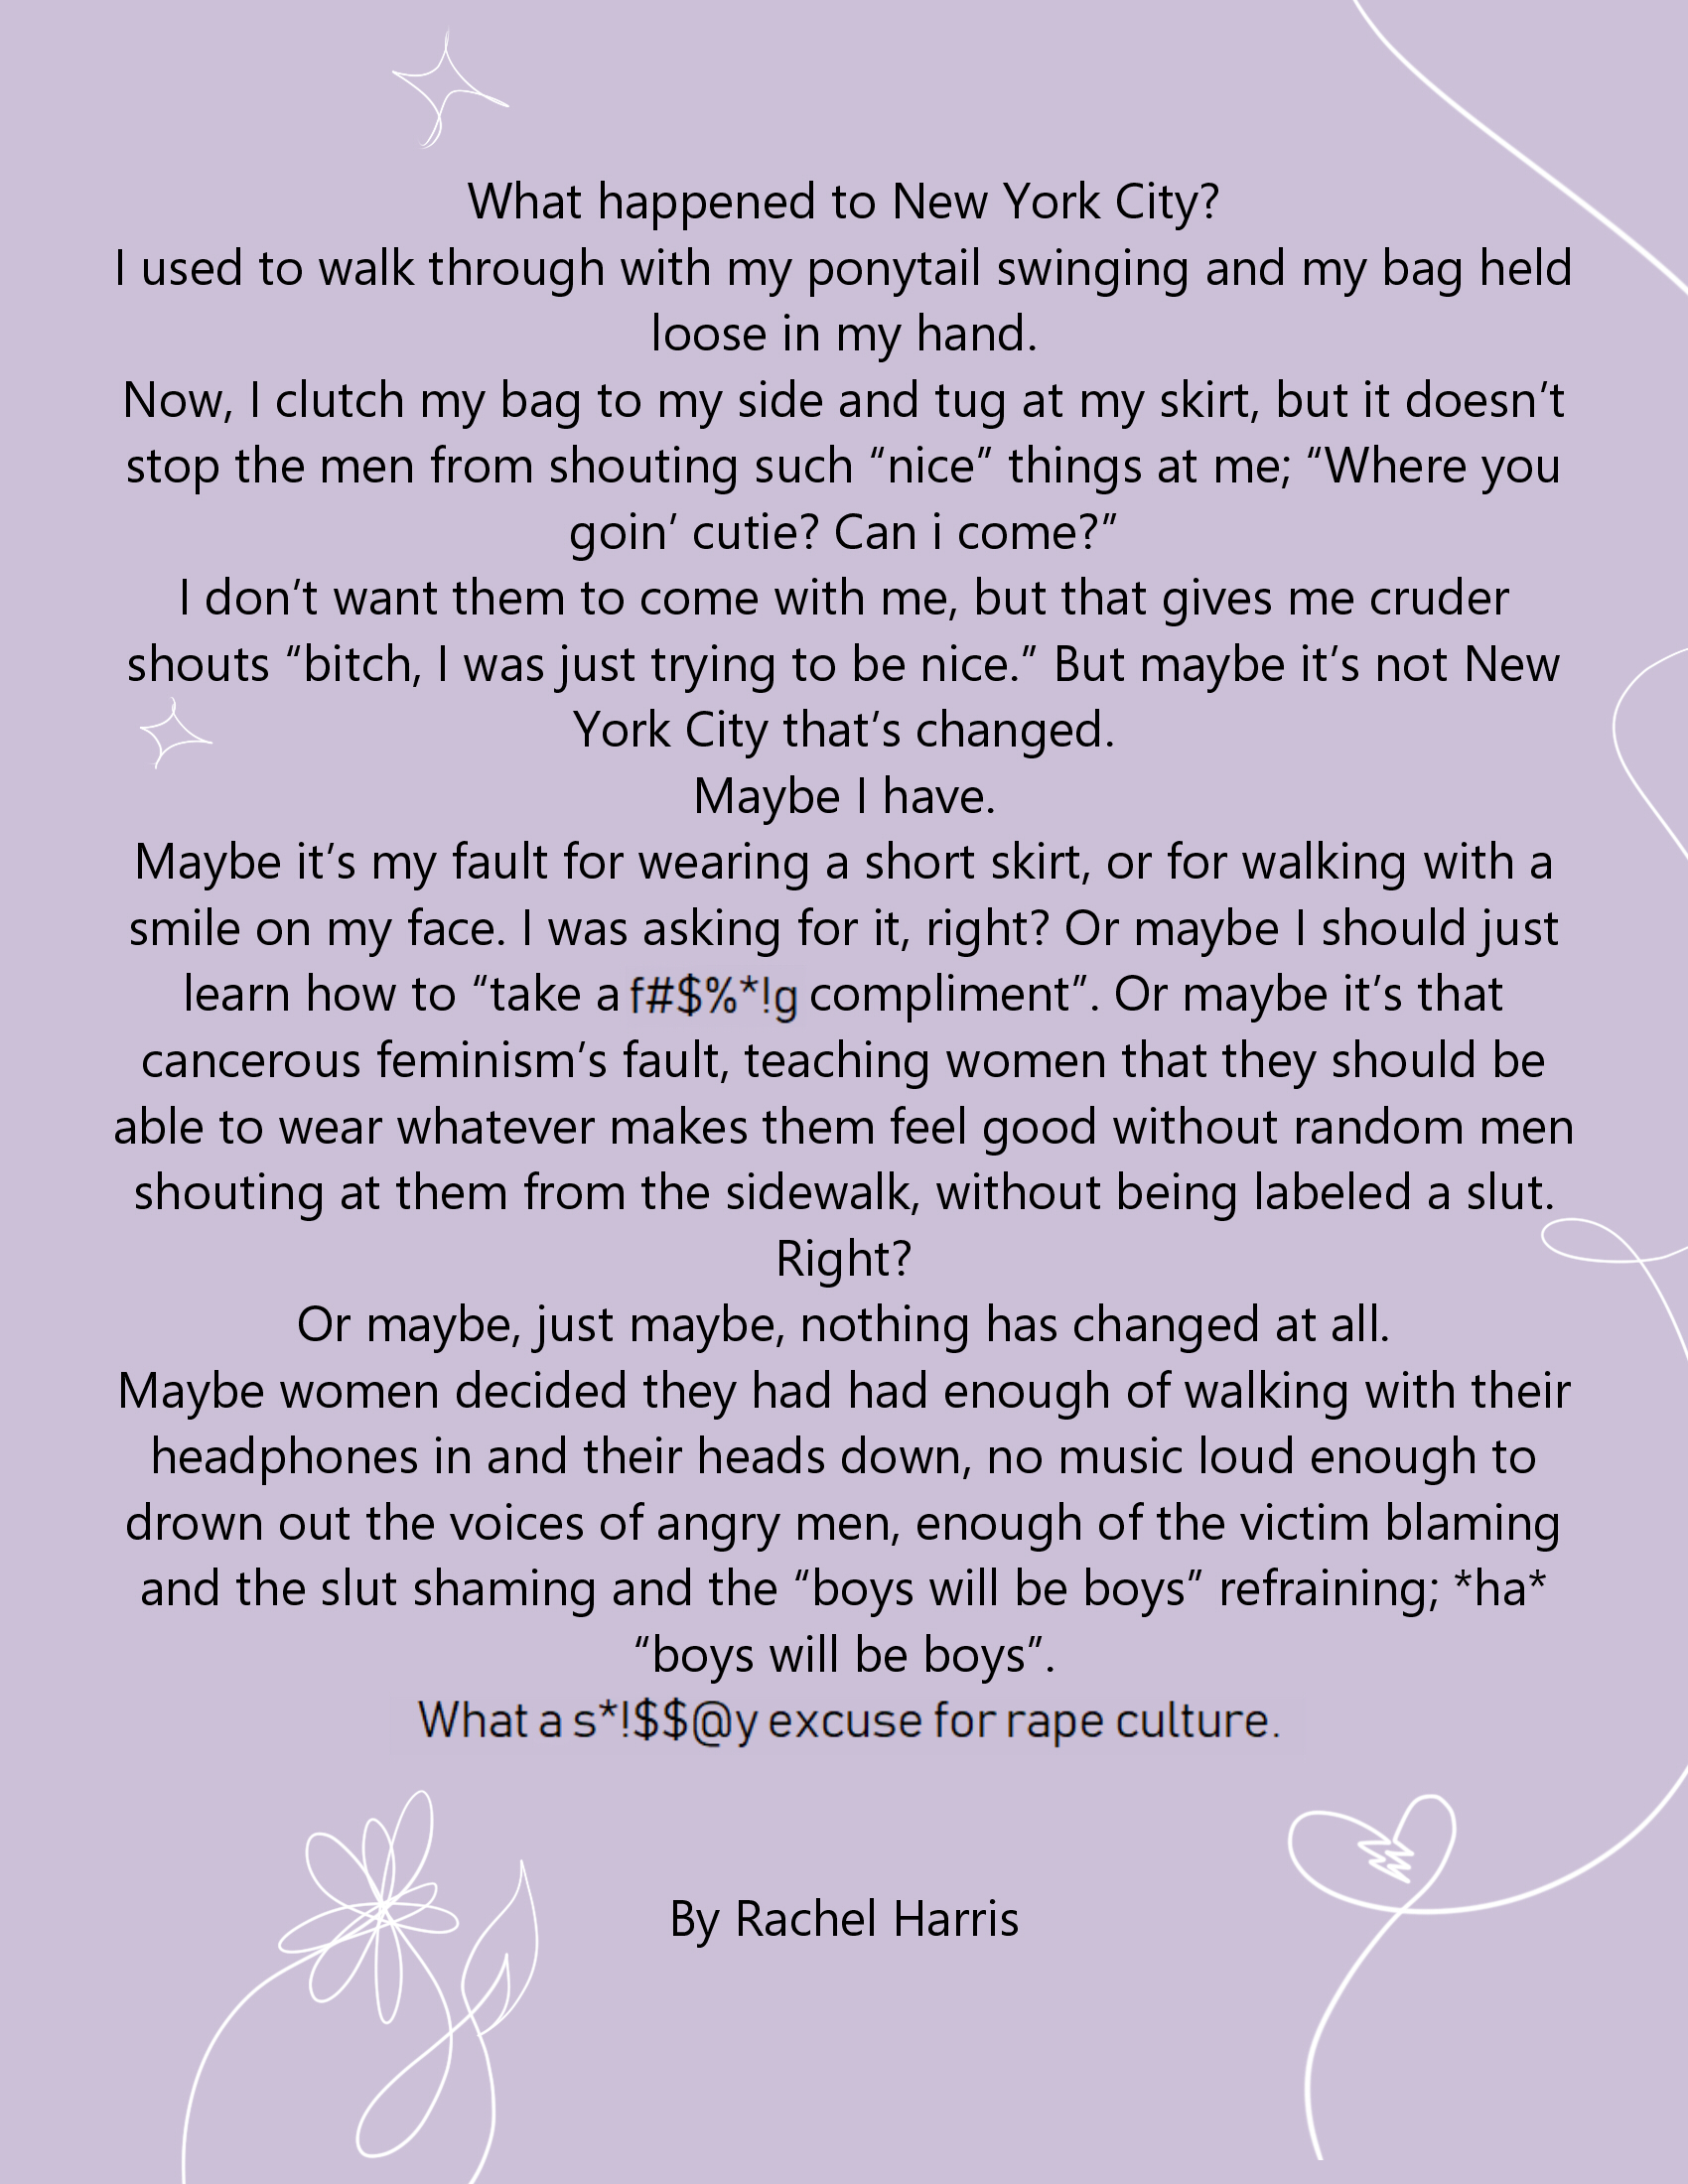 What happened to New York City?
I used to walk through with my ponytail swinging and my bag held
loose in my hand.
Now, I clutch my bag to my side and tug at my skirt, but it doesn’t
stop the men from shouting such “nice” things at me; “Where you
goin’ cutie? Can i come?”
I don’t want them to come with me, but that gives me cruder
shouts “bitch, I was just trying to be nice.” But maybe it’s not New
York City that’s changed.
Maybe I have.
Maybe it’s my fault for wearing a short skirt, or for walking with a
smile on my face. I was asking for it, right? Or maybe I should just
learn how to “take a f#$%*!g compliment”. Or maybe it’s that
cancerous feminism’s fault, teaching women that they should be
able to wear whatever makes them feel good without random men
shouting at them from the sidewalk, without being labeled a slut.
Right?
Or maybe, just maybe, nothing has changed at all.
Maybe women decided they had had enough of walking with their
headphones in and their heads down, no music loud enough to
drown out the voices of angry men, enough of the victim blaming
and the slut shaming and the “boys will be boys” refraining; *ha*
“boys will be boys”.
What a s*!$$@y excuse for rape culture.
By Rachel Harris